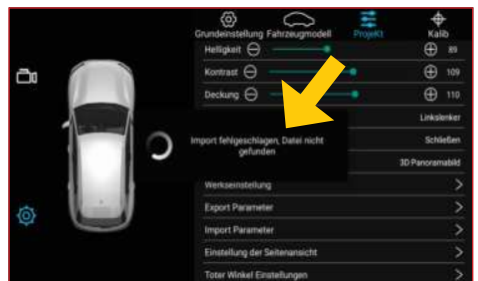 Grundeinstellung Fahrzeugmodell Projekt Kalib
Helligkeit 89
Kontrast 109
Deckung 110
Linkslenker
Import fehlgeschlagen, Datei nicht
gefunden
Schließen
3D Panoramabild
Werkseinstellung
Export Parameter
Import Parameter
Einstellung der Seitenansicht
Toter Winkel Einstellungen